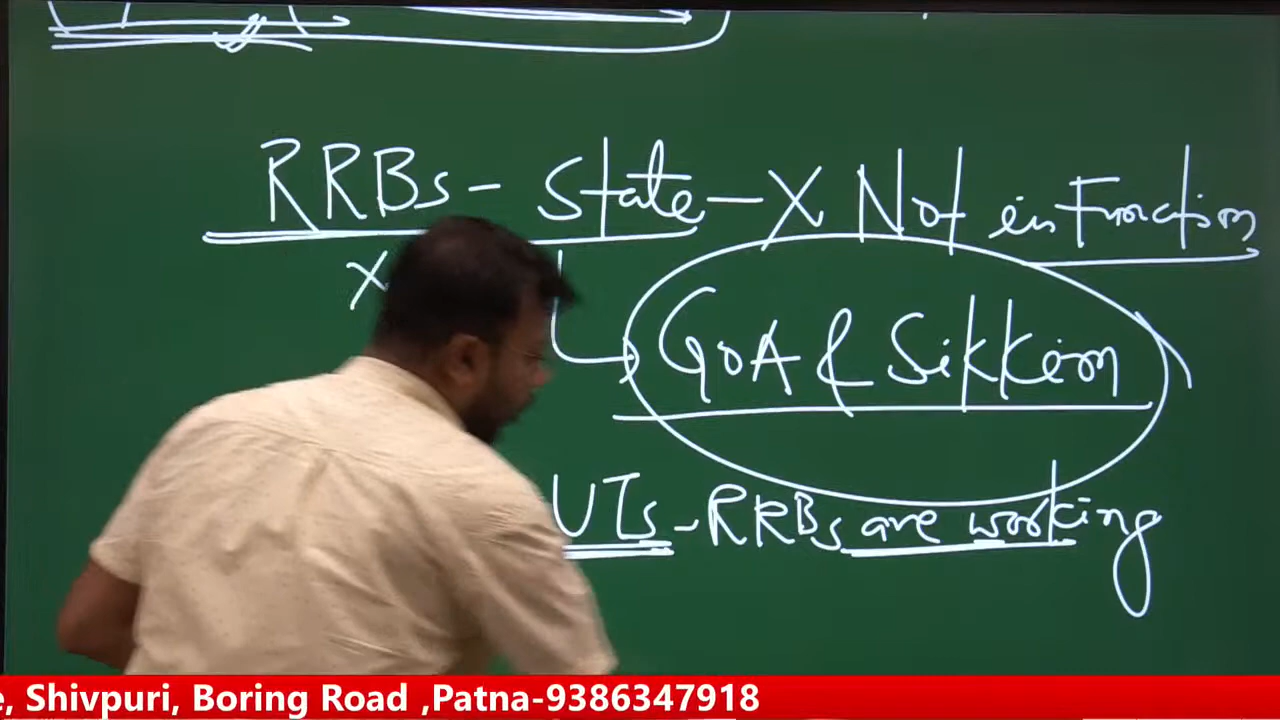 RRBs - State - X Not in Function
X
GoA & Sikkim
UTs - RRBs are working
e, Shivpuri, Boring Road ,Patna-9386347918